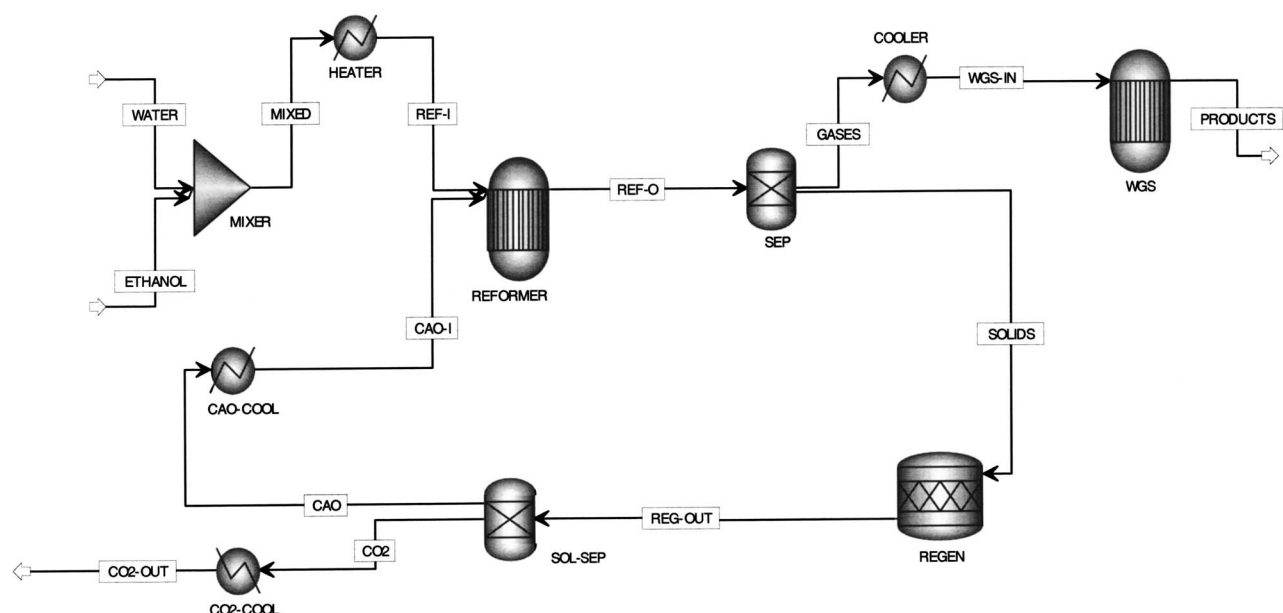 COOLER
HEATER
WGS-IN
WATER
MIXED
REF-I
GASES
PRODUCTS
WGS
REF-O
MIXER
SEP
ETHANOL
REFORMER
CAO-I
SOLIDS
CAO-COOL
CAO
REG-OUT
CO2
SOL-SEP
REGEN
CO2-OUT
CO2-COOL